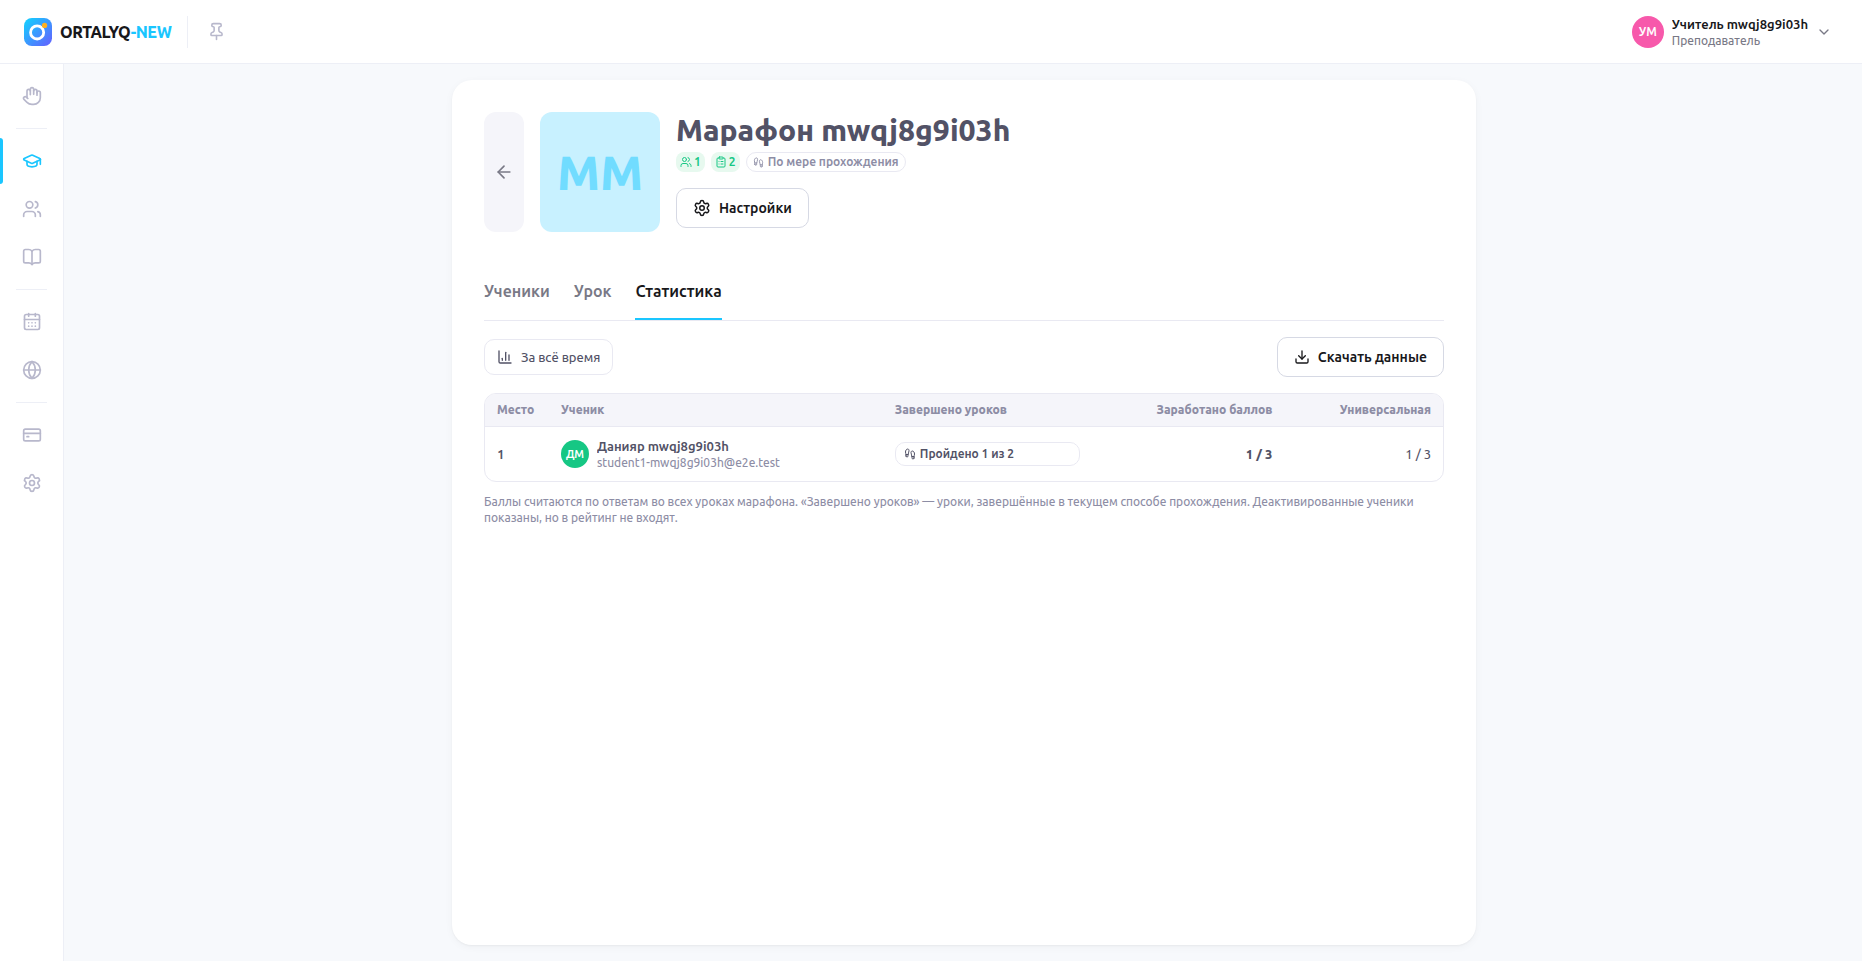 ORTALYQ-NEW
УМ
Учитель mwqj8g9i03h
Преподаватель
ММ
Марафон mwqj8g9i03h
1
2
По мере прохождения
Настройки
Ученики
Урок
Статистика
За всё время
Скачать данные
Место
Ученик
Завершено уроков
Заработано баллов
Универсальная
1
ДМ
Данияр mwqj8g9i03h
student1-mwqj8g9i03h@e2e.test
Пройдено 1 из 2
1 / 3
1 / 3
Баллы считаются по ответам во всех уроках марафона. «Завершено уроков» — уроки, завершённые в текущем способе прохождения. Деактивированные ученики
показаны, но в рейтинг не входят.